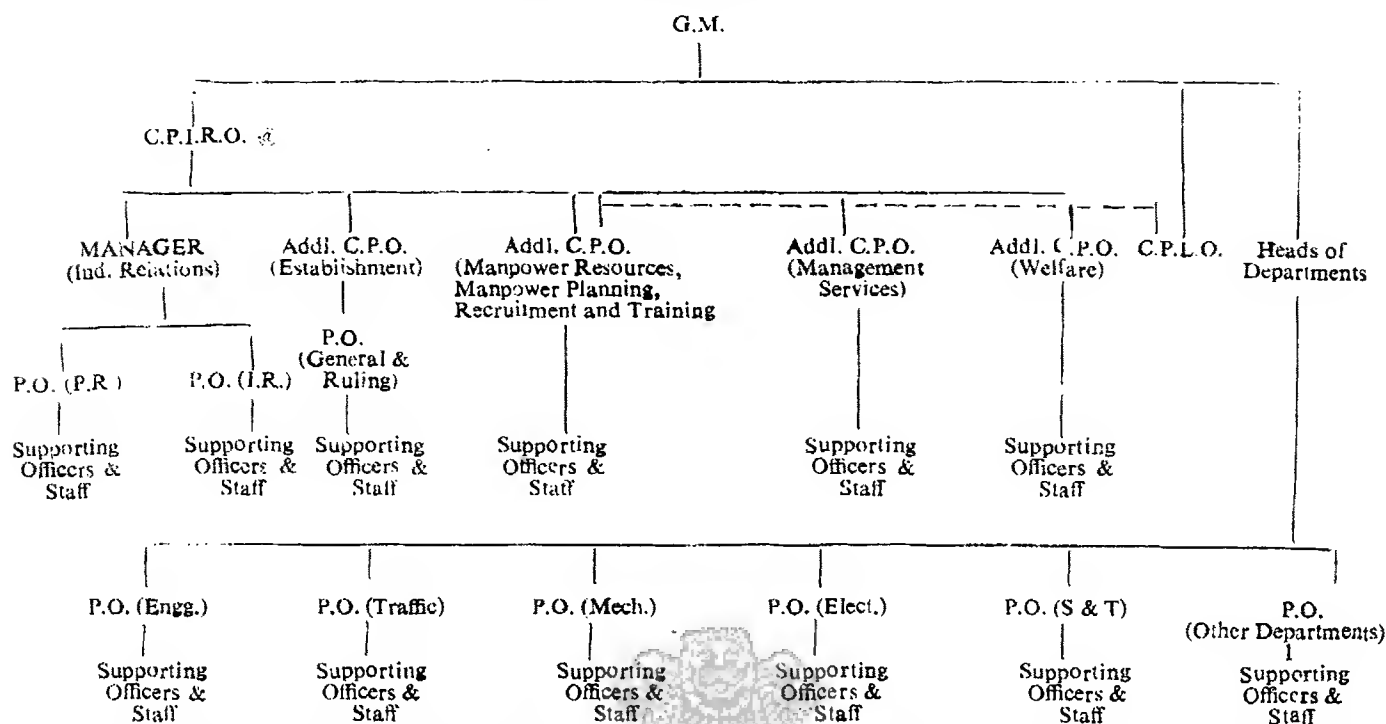 G.M.
C.P.I.R.O.
MANAGER
(Ind. Relations)
Addl. C.P.O.
(Establishment)
Addl. C.P.O.
(Manpower Resources,
Manpower Planning,
Recruitment and Training
Addl. C.P.O.
(Management
Services)
Addl. C.P.O.
(Welfare)
C.P.L.O.
Heads of
Departments
P.O. (P.R)
P.O. (I.R.)
P.O.
(General &
Ruling)
Supporting
Officers &
Staff
Supporting
Officers &
Staff
Supporting
Officers &
Staff
Supporting
Officers &
Staff
Supporting
Officers &
Staff
Supporting
Officers &
Staff
P.O. (Engg.)
P.O. (Traffic)
P.O. (Mech.)
P.O. (Elect.)
P.O. (S & T)
P.O.
(Other Departments)
Supporting
Officers &
Staff
Supporting
Officers &
Staff
Supporting
Officers &
Staff
Supporting
Officers &
Staff
Supporting
Officers &
Staff
Supporting
Officers &
Staff